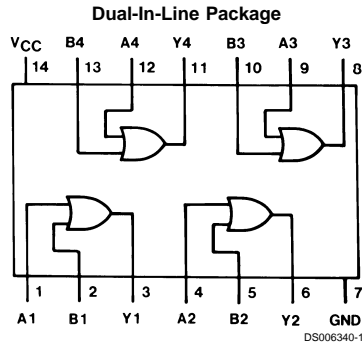 Dual-In-Line Package
VCC B4 A4 Y4 B3 A3 Y3
14 13 12 11 10 9 8
1 2 3 4 5 6 7
A1 B1 Y1 A2 B2 Y2 GND
DS006340-1